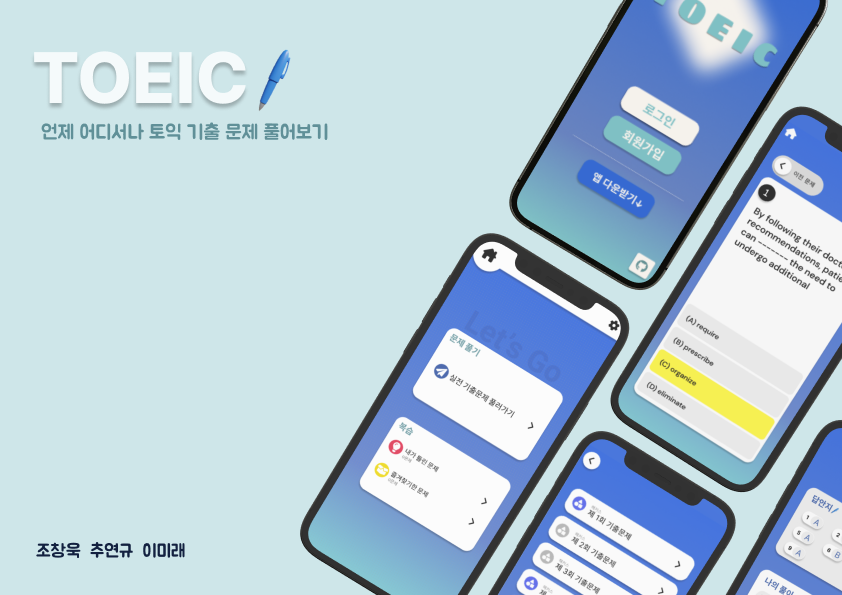 TOEIC
언제 어디서나 토익 기출 문제 풀어보기
TOEIC
로그인
회원가입
앱 다운받기↓
이전 문제
1
By following their doct
recommendations, patie
can ------- the need to
undergo additional
(A) require
(B) prescribe
(C) organize
(D) eliminate
Let's Go
문제 풀기
실전 기출문제 풀러가기
복습
내가 틀린 문제
즐겨찾기한 문제
제 1회 기출문제
제 2회 기출문제
제 3회 기출문제
답안지
1 A
5 A
6 B
9 A
나의 풀이
조창욱 추연규 이미래